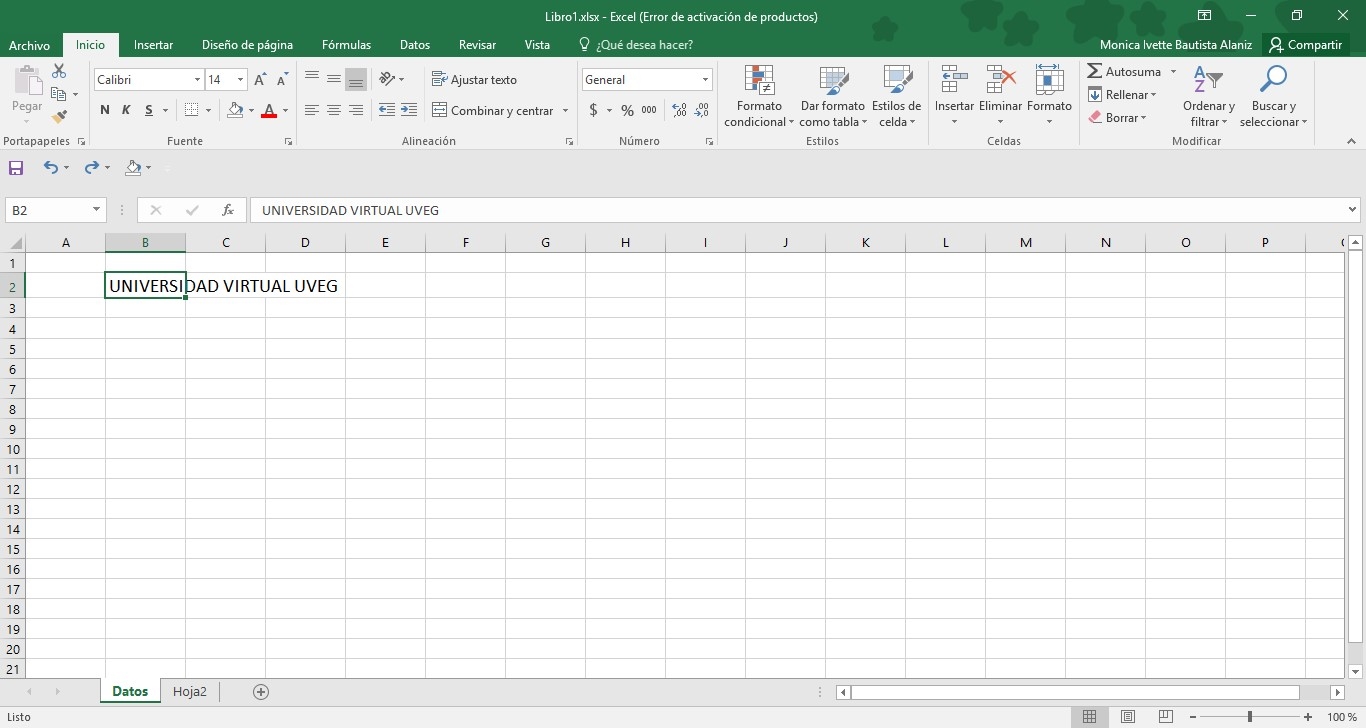 Libro1.xlsx - Excel (Error de activación de productos)
Archivo Inicio Insertar Diseño de página Fórmulas Datos Revisar Vista ¿Qué desea hacer? Monica Ivette Bautista Alaniz Compartir
Pegar
Calibri 14
Ajustar texto
General
Formato condicional
Dar formato como tabla
Estilos de celda
Insertar
Eliminar
Formato
Autosuma
Rellenar
Borrar
Ordenar y filtrar
Buscar y seleccionar
N K S A
Combinar y centrar
$ % 000
Portapapeles Fuente Alineación Número Estilos Celdas Modificar
B2 fx UNIVERSIDAD VIRTUAL UVEG
A B C D E F G H I J K L M N O P
1
2 UNIVERSIDAD VIRTUAL UVEG
3
4
5
6
7
8
9
10
11
12
13
14
15
16
17
18
19
20
21
Datos Hoja2
Listo 100 %